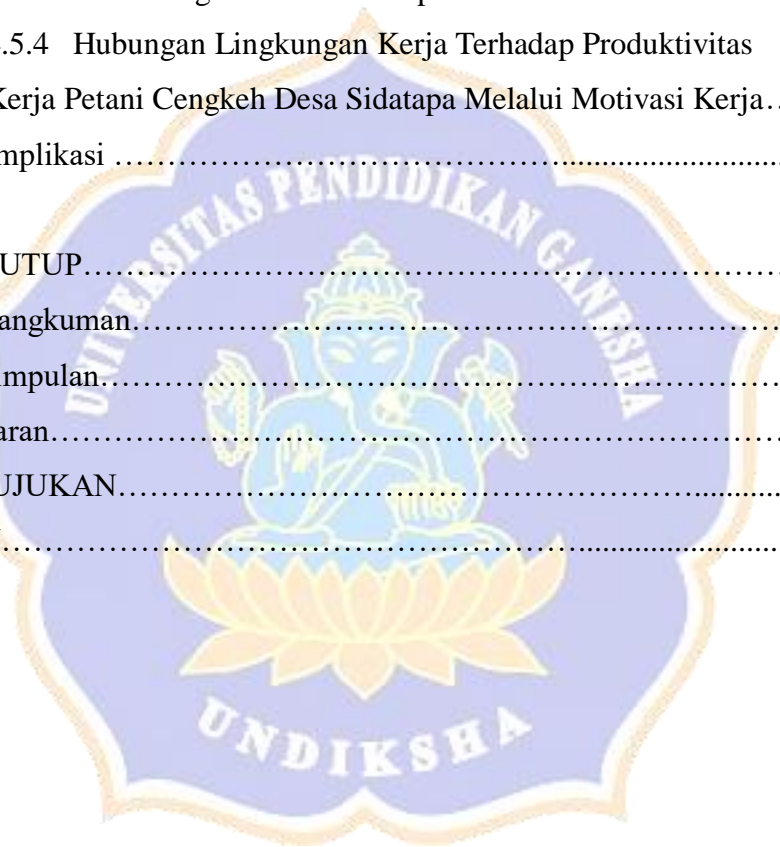 .5.4 Hubungan Lingkungan Kerja Terhadap Produktivitas
Kerja Petani Cengkeh Desa Sidatapa Melalui Motivasi Kerja…
mplikasi ……………………………………….............................
UNIVERSITAS PENDIDIKAN GANESHA
UTUP……………………………………………………………
angkuman………………………………………………………
impulan…………………………………………………………
aran………………………………………………………………
UJUKAN…………………………………………………...........
…………………………………………………….........................
UNDIKSHA